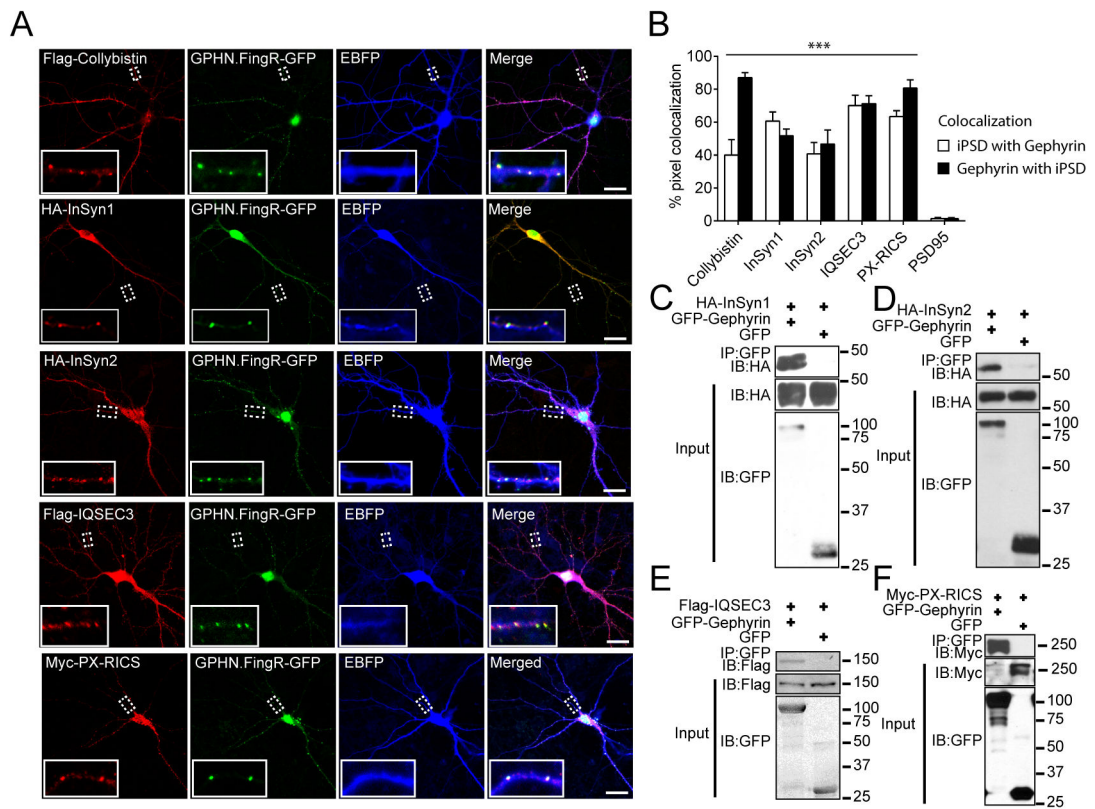 A
Flag-Collybistin GPHN.FingR-GFP EBFP Merge
HA-InSyn1 GPHN.FingR-GFP EBFP Merge
HA-InSyn2 GPHN.FingR-GFP EBFP Merge
Flag-IQSEC3 GPHN.FingR-GFP EBFP Merge
Myc-PX-RICS GPHN.FingR-GFP EBFP Merged
B
***
% pixel colocalization
100
80
60
40
20
0
Collybistin InSyn1 InSyn2 IQSEC3 PX-RICS PSD95
Colocalization
iPSD with Gephyrin
Gephyrin with iPSD
C
HA-InSyn1 + +
GFP-Gephyrin +
GFP +
IP:GFP
IB:HA
50
50
IB:HA
Input
IB:GFP
100
75
50
37
25
D
HA-InSyn2 + +
GFP-Gephyrin +
GFP +
IP:GFP
IB:HA
50
IB:HA
50
Input
IB:GFP
100
75
50
37
25
E
Flag-IQSEC3 + +
GFP-Gephyrin +
GFP +
IP:GFP
IB:Flag
150
IB:Flag
150
Input
IB:GFP
100
75
50
37
25
F
Myc-PX-RICS + +
GFP-Gephyrin +
GFP +
IP:GFP
IB:Myc
250
IB:Myc
250
Input
IB:GFP
100
75
50
37
25